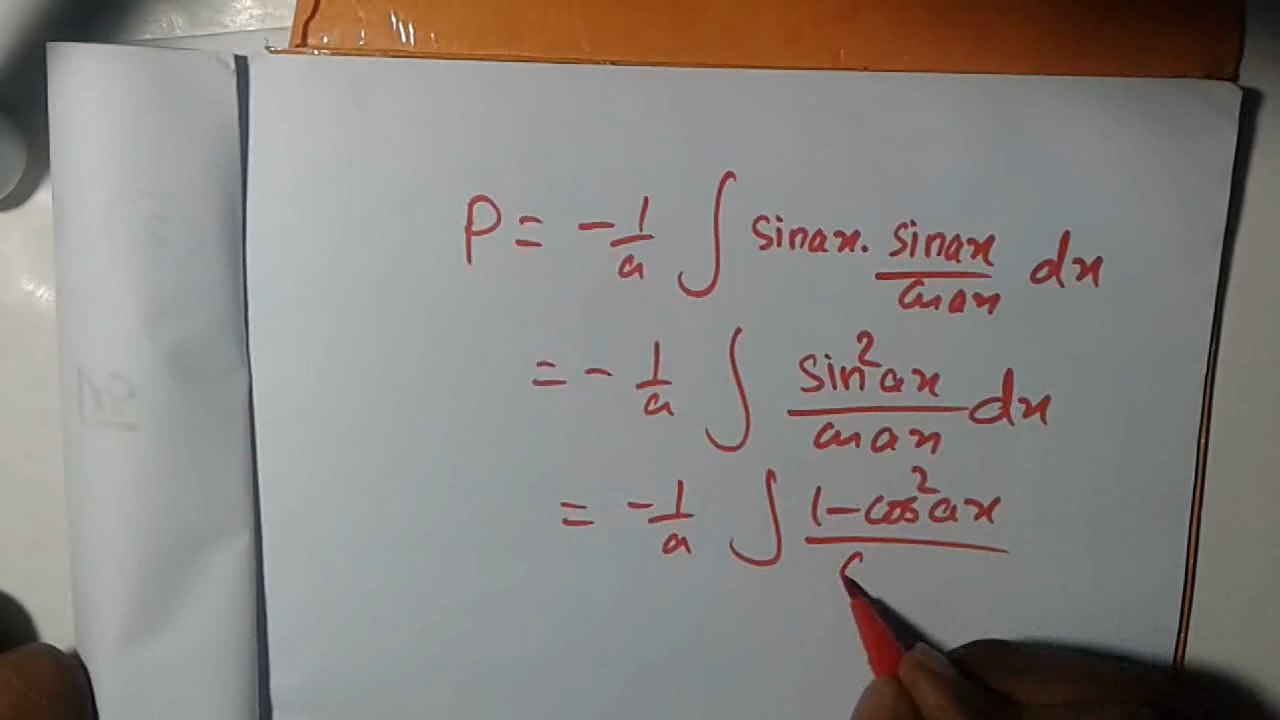 P = -1/a ∫ sinax. sinax/cosax dx
= - 1/a ∫ sin²ax/cosax dx
= -1/a ∫ 1-cos²ax/